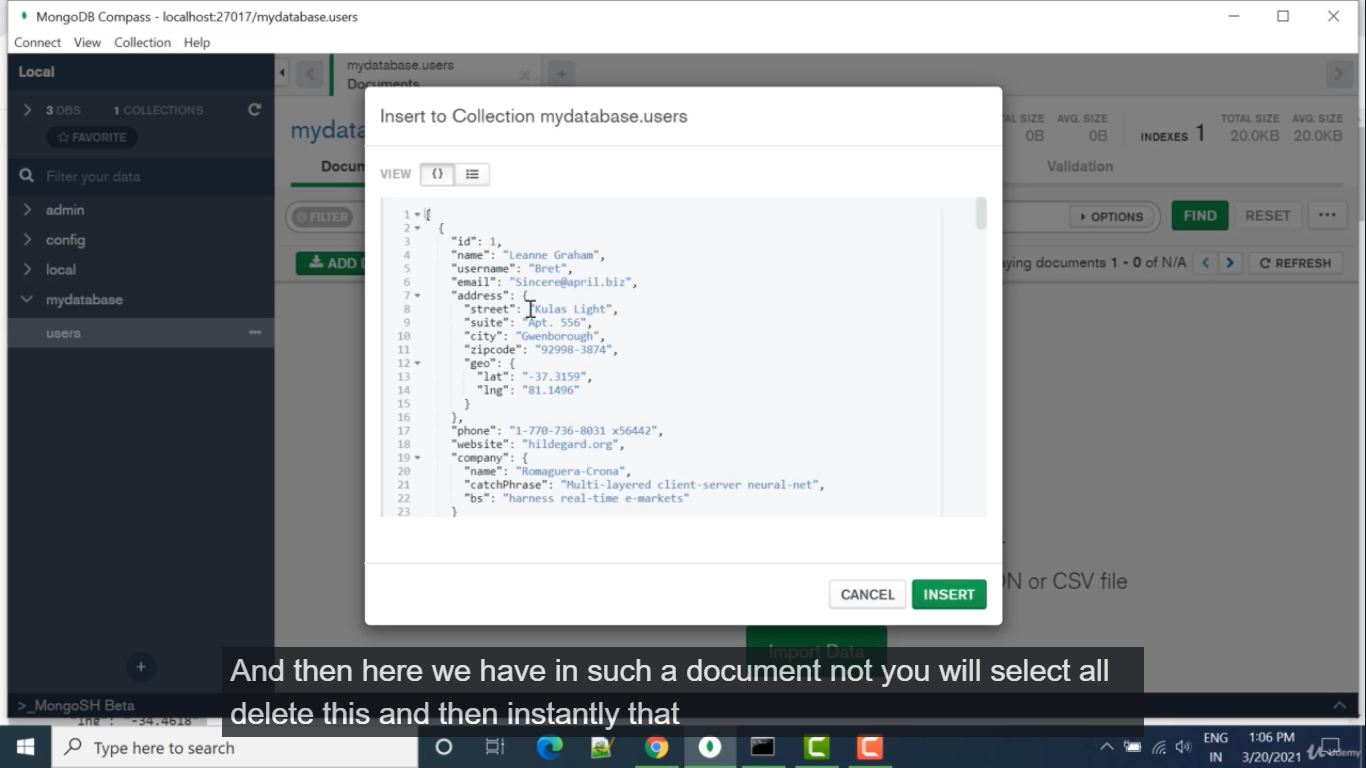 MongoDB Compass - localhost:27017/mydatabase.users
Connect View Collection Help
Local
mydatabase.users
Documents
3 DBS 1 COLLECTIONS
FAVORITE
Filter your data
admin
config
local
mydatabase
users
>_MongoSH Beta
mydata
Docum
FILTER
ADD D
AL SIZE AVG. SIZE INDEXES 1 TOTAL SIZE AVG. SIZE
0B 0B 20.0KB 20.0KB
Validation
OPTIONS FIND RESET
ying documents 1 - 0 of N/A REFRESH
Insert to Collection mydatabase.users
VIEW {}
1 [
2 {
3 "id": 1,
4 "name": "Leanne Graham",
5 "username": "Bret",
6 "email": "Sincere@april.biz",
7 "address": {
8 "street": "Kulas Light",
9 "suite": "Apt. 556",
10 "city": "Gwenborough",
11 "zipcode": "92998-3874",
12 "geo": {
13 "lat": "-37.3159",
14 "lng": "81.1496"
15 }
16 },
17 "phone": "1-770-736-8031 x56442",
18 "website": "hildegard.org",
19 "company": {
20 "name": "Romaguera-Crona",
21 "catchPhrase": "Multi-layered client-server neural-net",
22 "bs": "harness real-time e-markets"
23 }
CANCEL INSERT
ON or CSV file
Import Data
And then here we have in such a document not you will select all
delete this and then instantly that
"lng": "-34.4618"
Type here to search
ENG
IN
1:06 PM
3/20/2021
Udemy